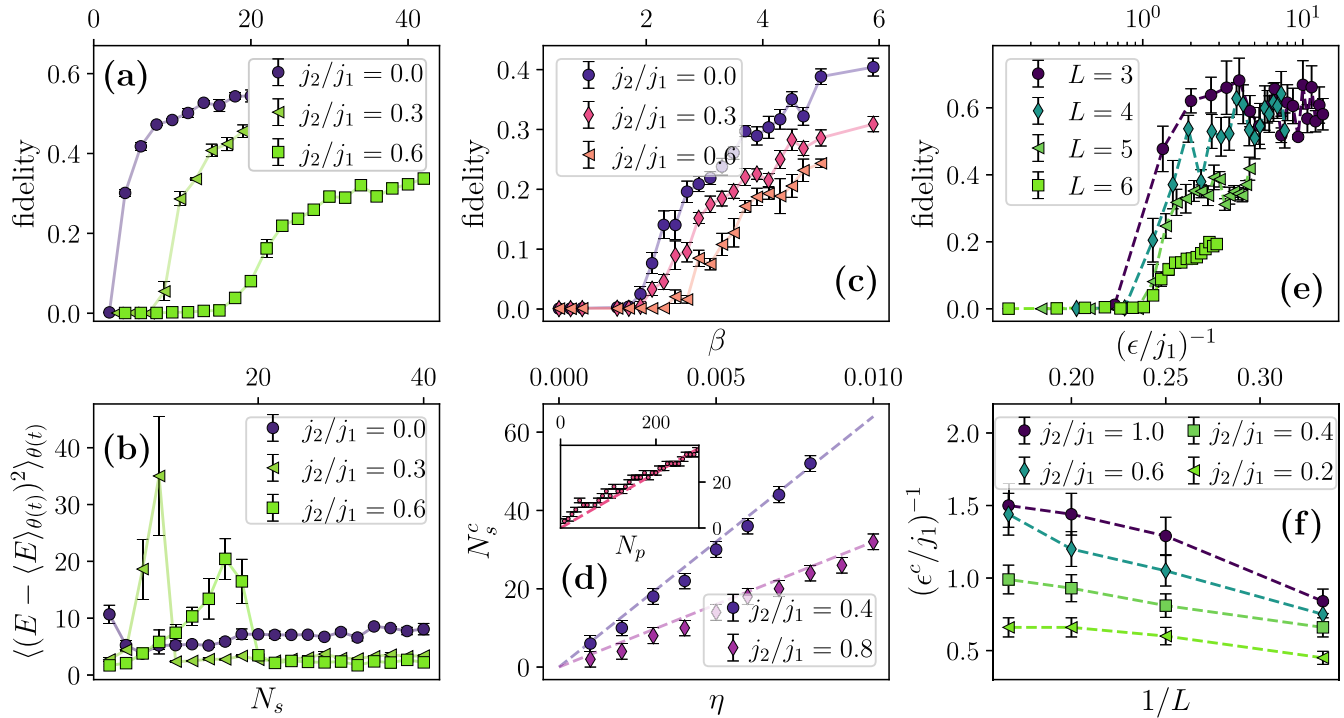 0 20 40
(a)
fidelity
0.6
0.4
0.2
0.0
j₂/j₁ = 0.0
j₂/j₁ = 0.3
j₂/j₁ = 0.6
2 4 6
(c)
fidelity
0.4
0.3
0.2
0.1
0.0
j₂/j₁ = 0.0
j₂/j₁ = 0.3
j₂/j₁ = 0.6
β
10⁰ 10¹
(e)
fidelity
0.6
0.4
0.2
0.0
L = 3
L = 4
L = 5
L = 6
(ϵ/j₁)⁻¹
20 40
(b)
⟨(E − ⟨E⟩θ(t))²⟩θ(t)
40
30
20
10
0
j₂/j₁ = 0.0
j₂/j₁ = 0.3
j₂/j₁ = 0.6
Nₛ
0.000 0.005 0.010
(d)
Nₛᶜ
60
40
20
0
0 200
20
0
Nₚ
j₂/j₁ = 0.4
j₂/j₁ = 0.8
η
0.20 0.25 0.30
(f)
(ϵᶜ/j₁)⁻¹
2.0
1.5
1.0
0.5
j₂/j₁ = 1.0 j₂/j₁ = 0.4
j₂/j₁ = 0.6 j₂/j₁ = 0.2
1/L